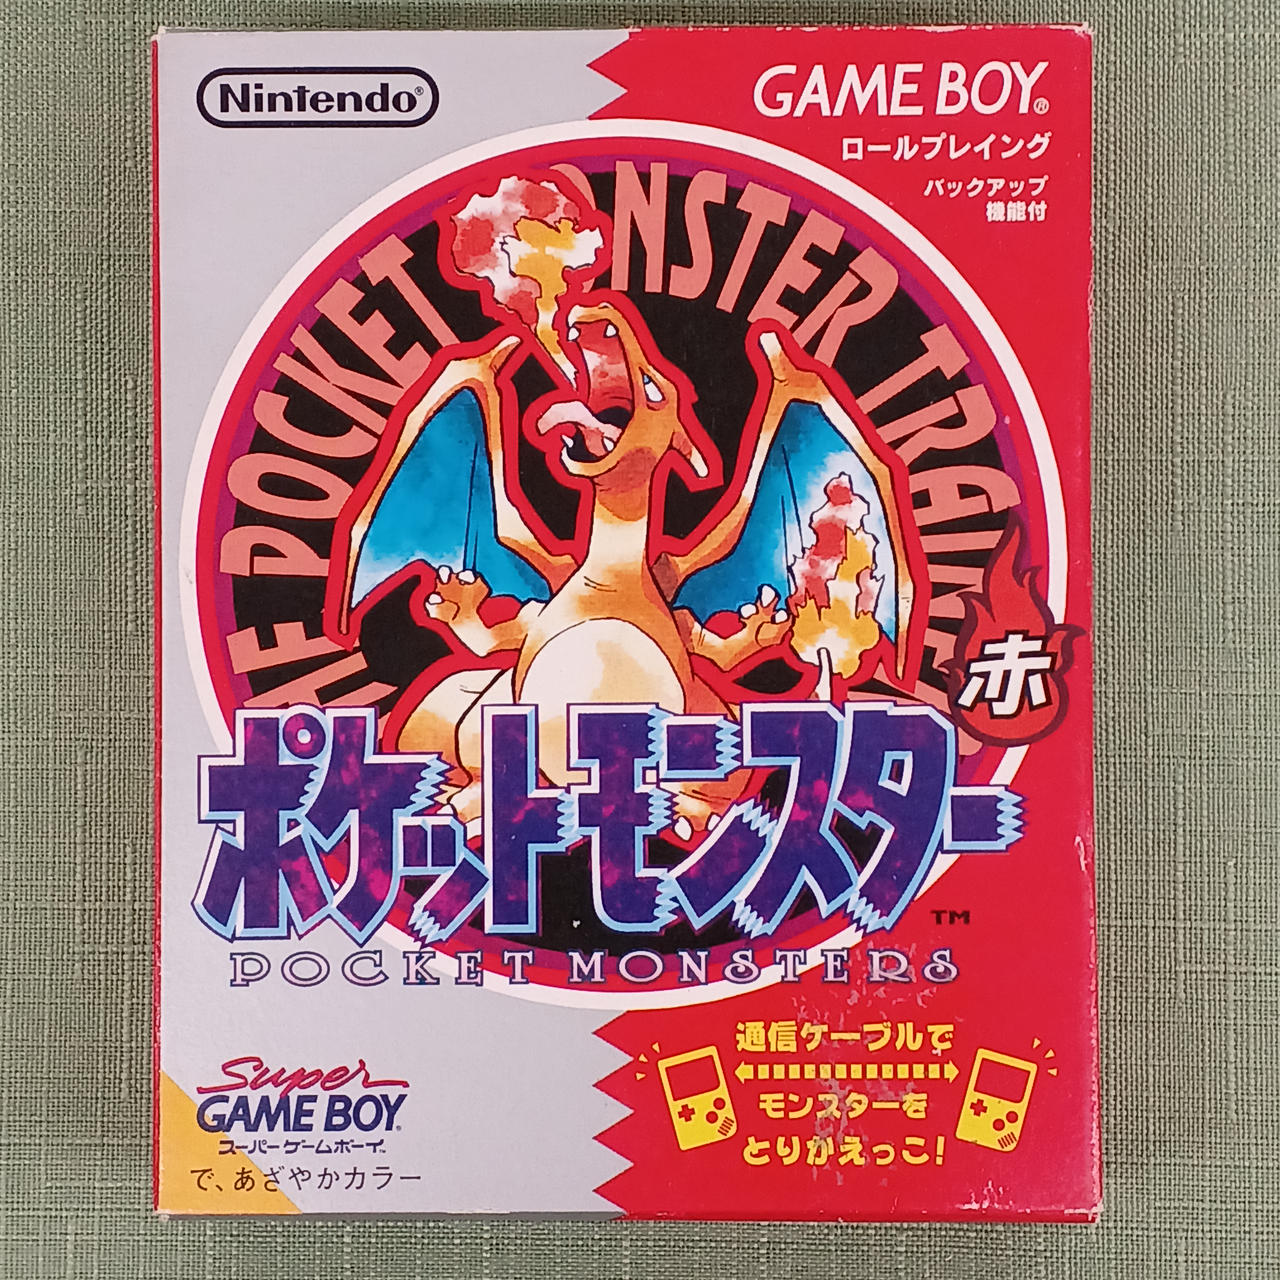 Nintendo®
GAME BOY®
ロールプレイング
バックアップ
機能付
POCKET MONSTER
赤
ポケットモンスター
TM
POCKET MONSTERS
通信ケーブルで
モンスターを
とりかえっこ!
Super
GAME BOY®
スーパーゲームボーイ™
で、あざやかカラー